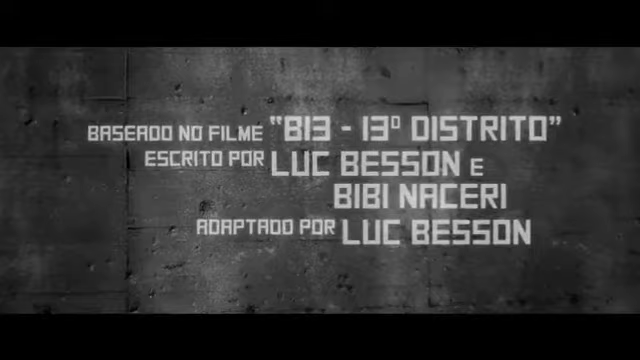 BASEADO NO FILME "B13 - 13º DISTRITO"
ESCRITO POR LUC BESSON E
BIBI NACERI
ADAPTADO POR LUC BESSON